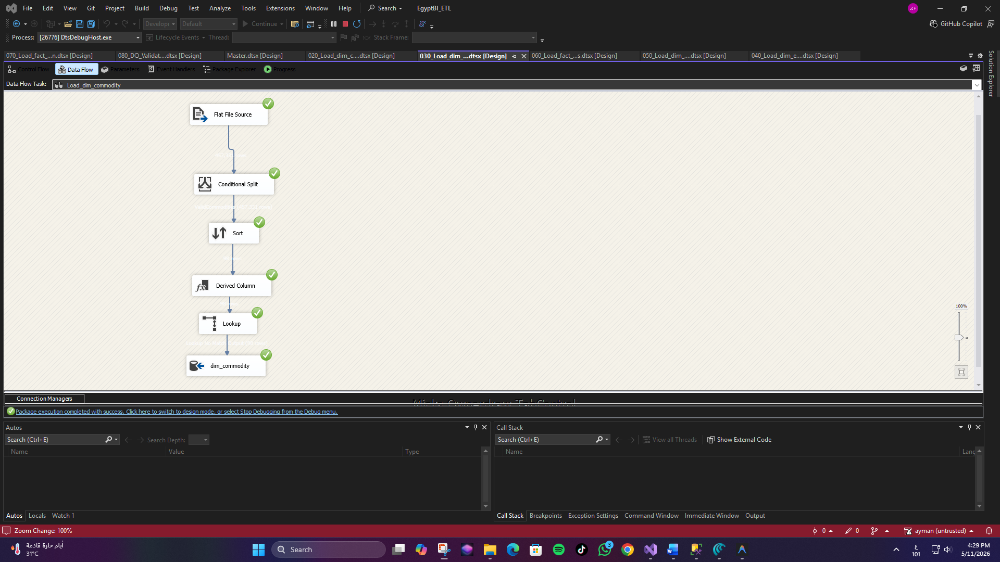 File Edit View Git Project Build Debug Test Analyze Tools Extensions Window Help Search EgyptBI_ETL
AF
Develop Default Continue GitHub Copilot
Process: [26776] DtsDebugHost.exe Lifecycle Events Thread: Stack Frame:
070_Load_fact_...n.dtsx [Design] 080_DQ_Validat....dtsx [Design] Master.dtsx [Design] 020_Load_dim_c....dtsx [Design] 030_Load_dim_...dtsx [Design] 060_Load_fact_...s.dtsx [Design] 050_Load_dim_....dtsx [Design] 040_Load_dim_e....dtsx [Design]
Solution Explorer
Control Flow Data Flow Parameters Event Handlers Package Explorer Progress
Data Flow Task: Load_dim_commodity
Flat File Source
Conditional Split
Sort
Derived Column
Lookup
dim_commodity
100%
Connection Managers
Package execution completed with success. Click here to switch to design mode, or select Stop Debugging from the Debug menu.
Autos
Search (Ctrl+E) Search Depth:
Name Value Type
Autos Locals Watch 1
Call Stack
Search (Ctrl+E) View all Threads Show External Code
Name Lang
Call Stack Breakpoints Exception Settings Command Window Immediate Window Output
Zoom Change: 100% 0 0 ayman (untrusted)
أيام حارة قادمة
31°C
Search
3
ع
101
4:29 PM
5/11/2026